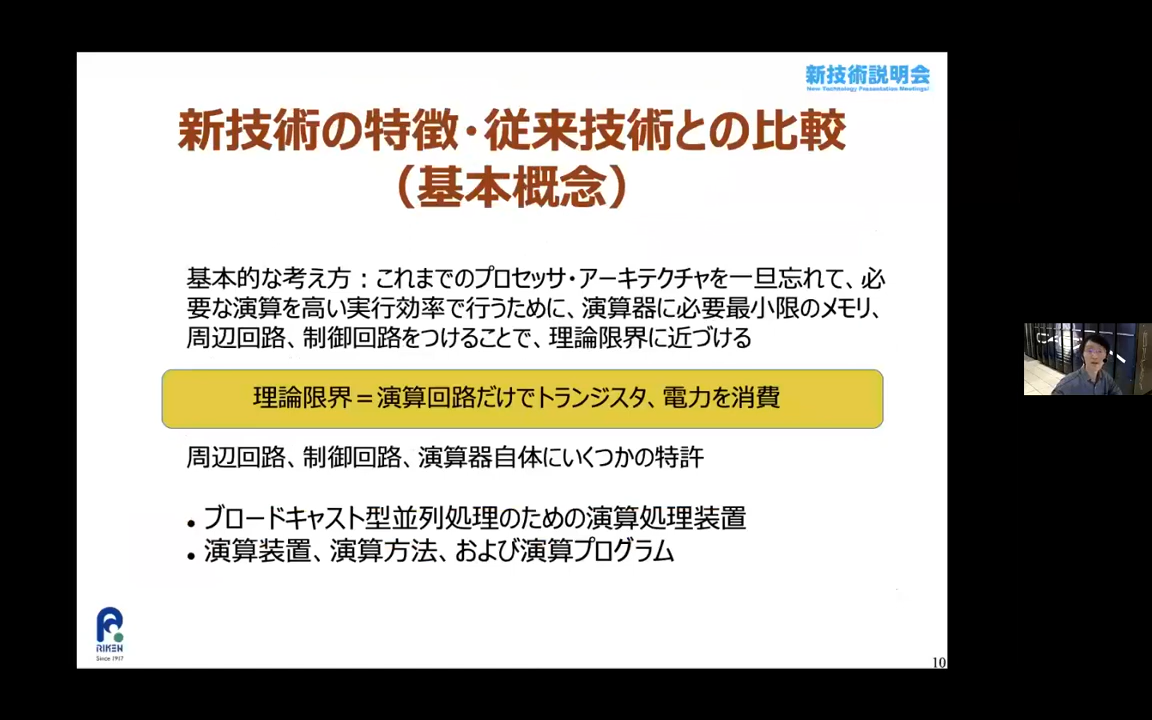 新技術説明会
New Technology Presentation Meetings!
新技術の特徴・従来技術との比較
（基本概念）
基本的な考え方：これまでのプロセッサ・アーキテクチャを一旦忘れて、必
要な演算を高い実行効率で行うために、演算器に必要最小限のメモリ、
周辺回路、制御回路をつけることで、理論限界に近づける
理論限界＝演算回路だけでトランジスタ、電力を消費
周辺回路、制御回路、演算器自体にいくつかの特許
• ブロードキャスト型並列処理のための演算処理装置
• 演算装置、演算方法、および演算プログラム
RIKEN
Since 1917
10